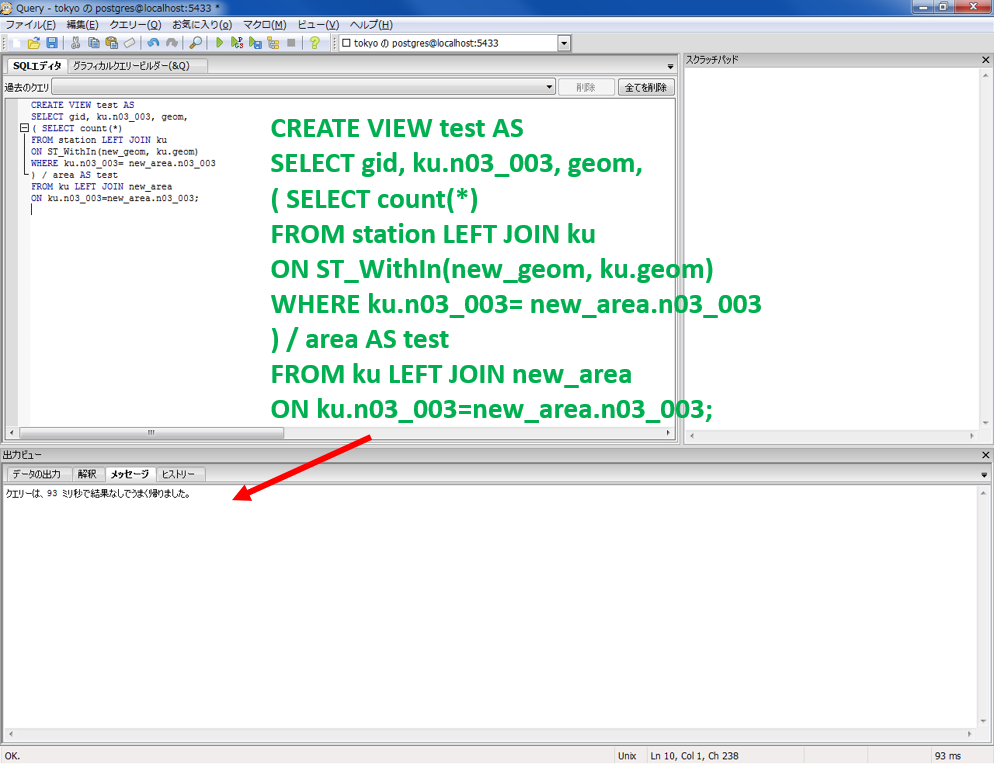 Query - tokyo の postgres@localhost:5433 *
ファイル(F) 編集(E) クエリー(Q) お気に入り(o) マクロ(M) ビュー(V) ヘルプ(H)
tokyo の postgres@localhost:5433
SQLエディタ グラフィカルクエリービルダー(&Q)
過去のクエリ 削除 全てを削除
CREATE VIEW test AS
SELECT gid, ku.n03_003, geom,
( SELECT count(*)
FROM station LEFT JOIN ku
ON ST_WithIn(new_geom, ku.geom)
WHERE ku.n03_003= new_area.n03_003
) / area AS test
FROM ku LEFT JOIN new_area
ON ku.n03_003=new_area.n03_003;
CREATE VIEW test AS
SELECT gid, ku.n03_003, geom,
( SELECT count(*)
FROM station LEFT JOIN ku
ON ST_WithIn(new_geom, ku.geom)
WHERE ku.n03_003= new_area.n03_003
) / area AS test
FROM ku LEFT JOIN new_area
ON ku.n03_003=new_area.n03_003;
スクラッチパッド
出力ビュー
データの出力 解釈 メッセージ ヒストリー
クエリーは、93 ミリ秒で結果なしでうまく帰りました。
OK. Unix Ln 10, Col 1, Ch 238 93 ms